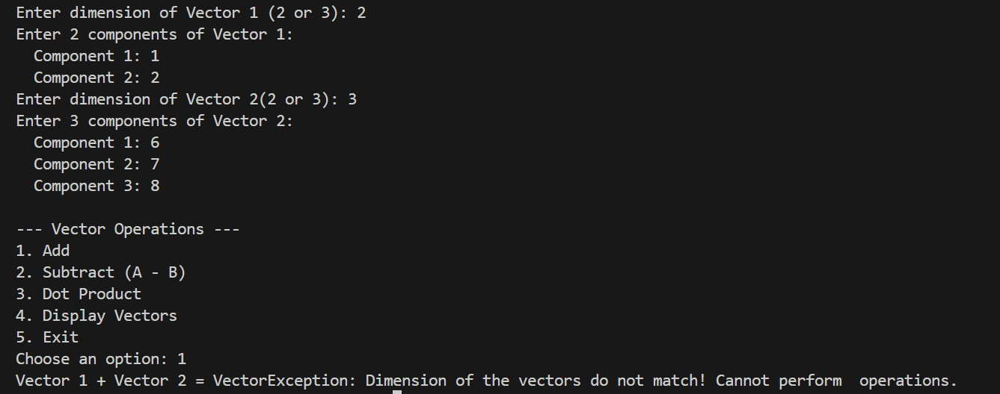 Enter dimension of Vector 1 (2 or 3): 2
Enter 2 components of Vector 1:
  Component 1: 1
  Component 2: 2
Enter dimension of Vector 2(2 or 3): 3
Enter 3 components of Vector 2:
  Component 1: 6
  Component 2: 7
  Component 3: 8

--- Vector Operations ---
1. Add
2. Subtract (A - B)
3. Dot Product
4. Display Vectors
5. Exit
Choose an option: 1
Vector 1 + Vector 2 = VectorException: Dimension of the vectors do not match! Cannot perform  operations.